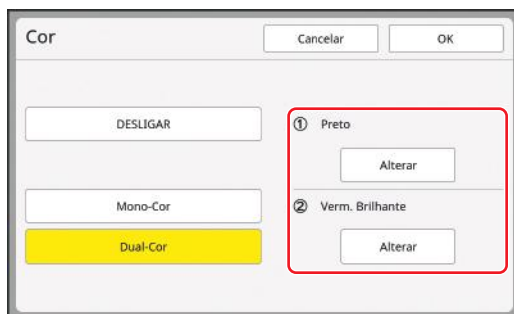 Cor
Cancelar
OK
DESLIGAR
① Preto
Alterar
Mono-Cor
② Verm. Brilhante
Dual-Cor
Alterar